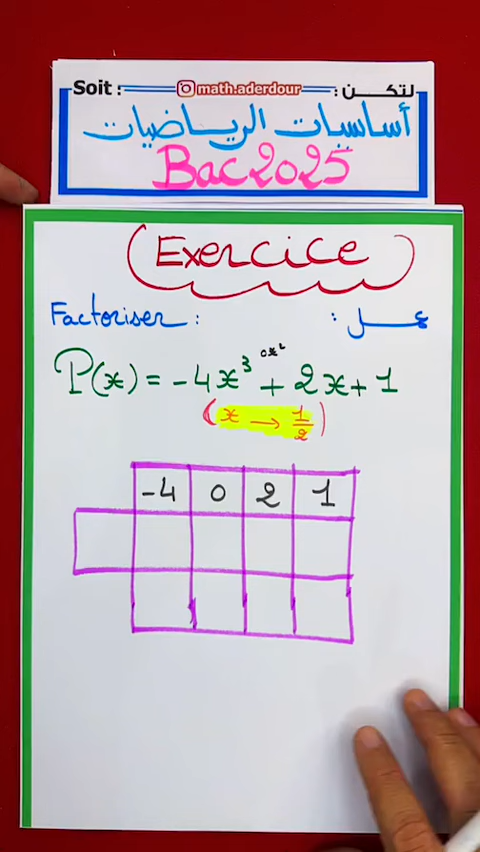 Soit : math.aderdour لتكن :
أساسيات الرياضيات
Bac2025
(Exercice)
Factoriser : عمل :
P(x) = -4x³ + 0x² + 2x + 1
(x → 1/2)
-4 0 2 1